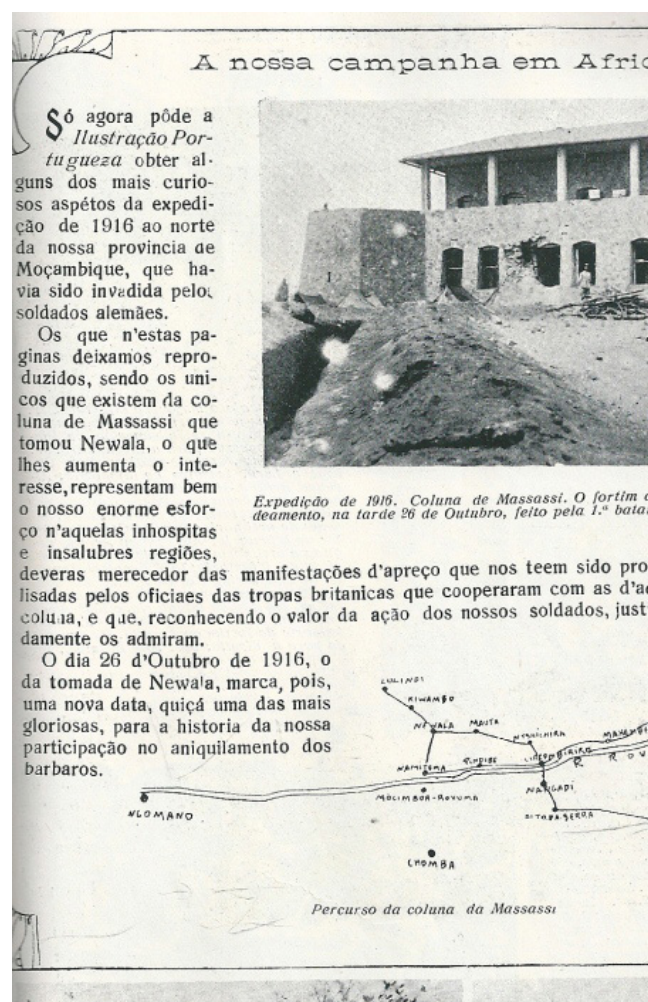 A nossa campanha em Afric
Só agora pôde a
Ilustração Por-
tugueza obter al-
guns dos mais curio-
sos aspétos da expedi-
ção de 1916 ao norte
da nossa provincia de
Moçambique, que ha-
via sido invadida pelos
soldados alemães.
Os que n'estas pa-
ginas deixamos repro-
duzidos, sendo os uni-
cos que existem da co-
luna de Massassi que
tomou Newala, o que
lhes aumenta o inte-
resse, representam bem
o nosso enorme esfor-
ço n'aquelas inhospitas
e insalubres regiões,
deveras merecedor das manifestações d'apreço que nos teem sido pro
lisadas pelos oficiaes das tropas britanicas que cooperaram com as d'a
coluna, e que, reconhecendo o valor da ação dos nossos soldados, just
damente os admiram.
O dia 26 d'Outubro de 1916, o
da tomada de Newala, marca, pois,
uma nova data, quiçá uma das mais
gloriosas, para a historia da nossa
participação no aniquilamento dos
barbaros.
Expedição de 1916. Coluna de Massassi. O fortim
deamento, na tarde 26 de Outubro, feito pela 1.ª bata
LULINDI
KIWAMBO
NEWALA
MAUTA
NAMITEMA
MOCIMBOA-ROVUMA
NANGADI
NGOMANO
CHOMBA
R ROV
Percurso da coluna da Massassi